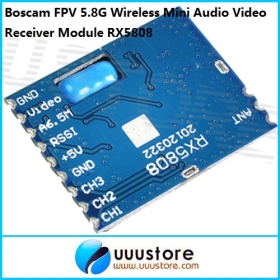 Boscam FPV 5.8G Wireless Mini Audio Video
Receiver Module RX5808
GND
Video
A6.5M
RSSI
+5V
GND
CH3
CH2
CH1
ANT
RX5808
20120322
uuustore
www.uuustore.com